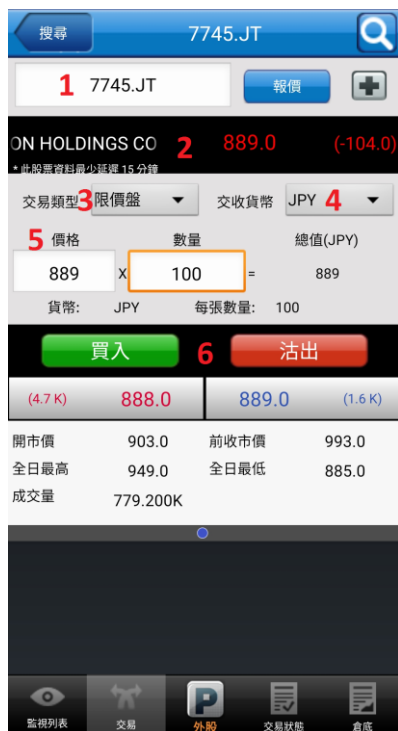 搜尋 7745.JT
1 7745.JT 報價
ON HOLDINGS CO 2 889.0 (-104.0)
* 此股票資料最少延遲 15 分鐘
交易類型 3 限價盤 交收貨幣 JPY 4
5 價格 數量 總值(JPY)
889 x 100 = 889
貨幣: JPY 每張數量: 100
買入 6 沽出
(4.7 K) 888.0 889.0 (1.6 K)
開市價 903.0 前收市價 993.0
全日最高 949.0 全日最低 885.0
成交量 779.200K
P
監視列表 交易 外股 交易狀態 倉底